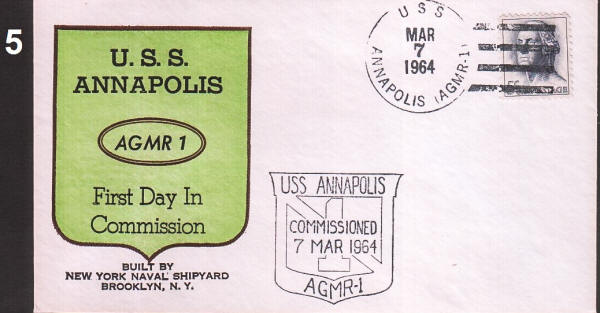 5
U. S. S.
ANNAPOLIS
AGMR 1
First Day In
Commission
BUILT BY
NEW YORK NAVAL SHIPYARD
BROOKLYN, N. Y.
USS
MAR
7
1964
ANNAPOLIS (AGMR-1)
USS ANNAPOLIS
COMMISSIONED
7 MAR 1964
AGMR-1